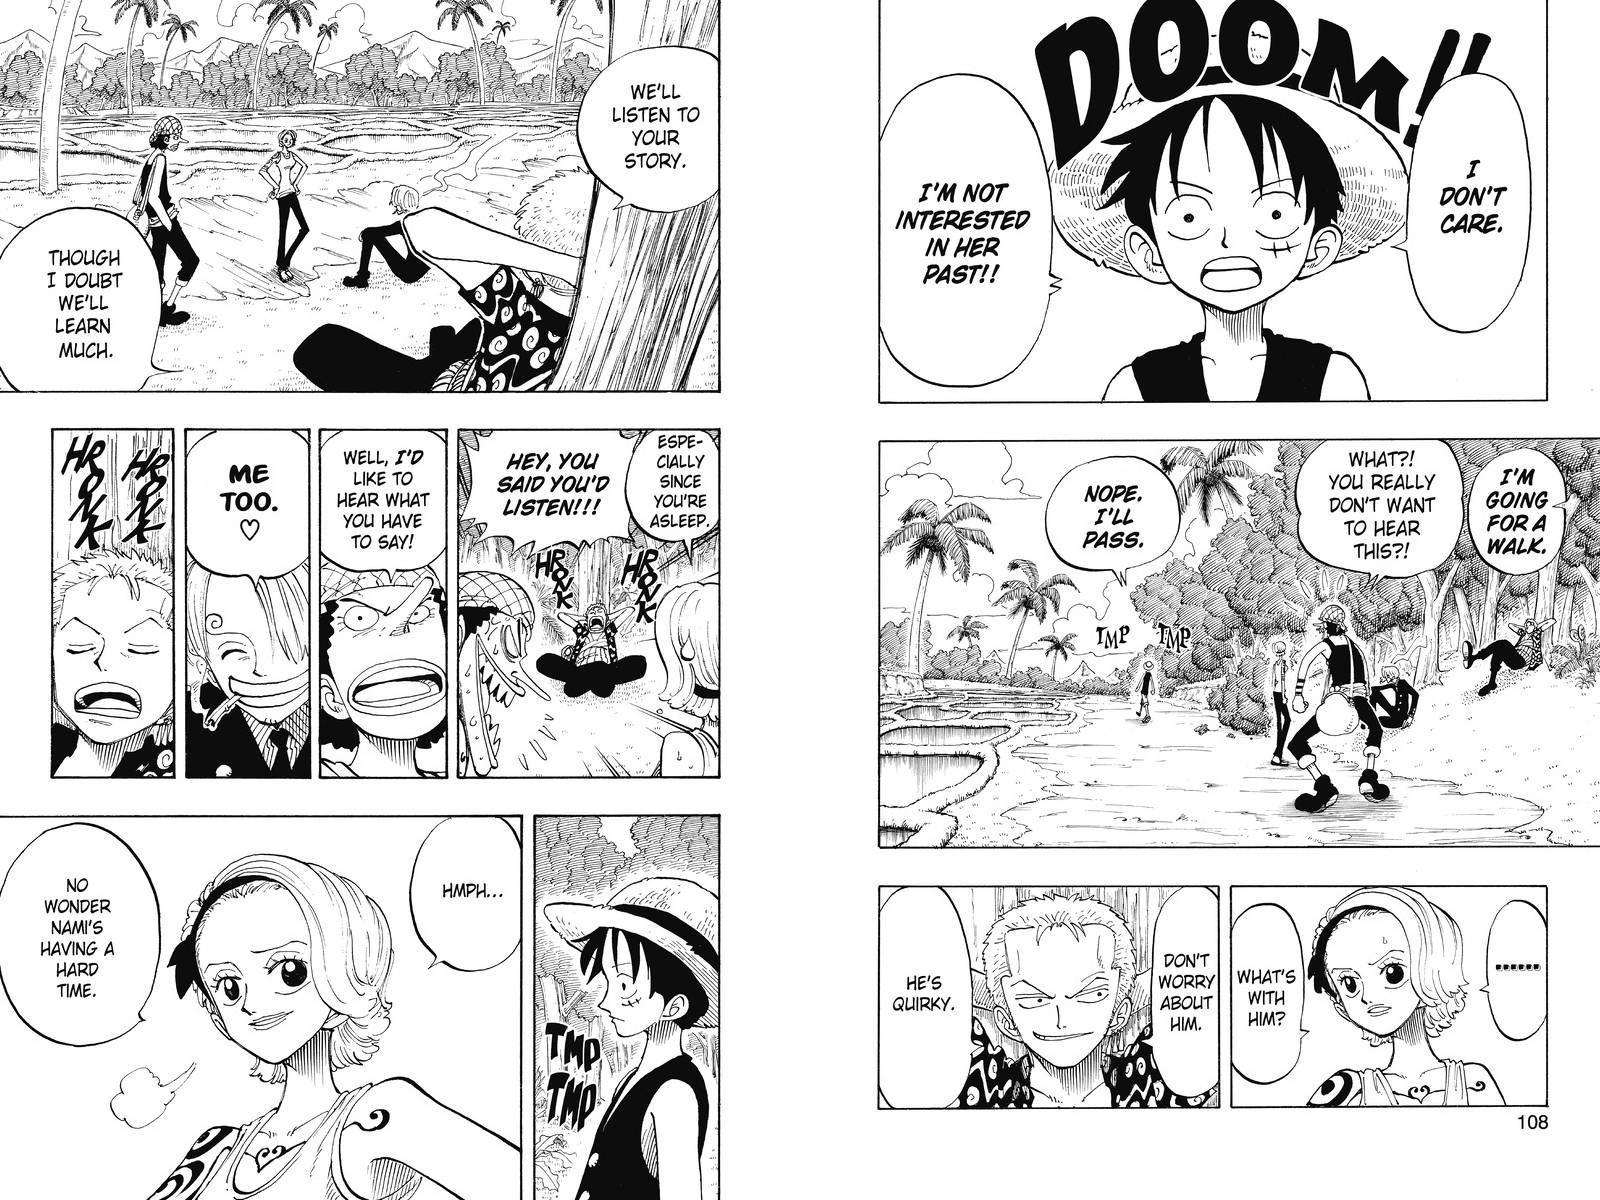 DOOM!!
I
DON'T
CARE.
I'M NOT
INTERESTED
IN HER
PAST!!
I'M
GOING
FOR A
WALK.
WHAT?!
YOU REALLY
DON'T WANT
TO HEAR
THIS?!
NOPE.
I'LL
PASS.
TMP
TMP
......
WHAT'S
WITH
HIM?
DON'T
WORRY
ABOUT
HIM.
HE'S
QUIRKY.
108
WE'LL
LISTEN TO
YOUR
STORY.
THOUGH
I DOUBT
WE'LL
LEARN
MUCH.
ESPE-
CIALLY
SINCE
YOU'RE
ASLEEP.
HEY, YOU
SAID YOU'D
LISTEN!!!
HRONK
HRONK
WELL, I'D
LIKE TO
HEAR WHAT
YOU HAVE
TO SAY!
ME
TOO.
♡
HRONK
HRONK
TMP
TMP
HMPH...
NO
WONDER
NAMI'S
HAVING A
HARD
TIME.